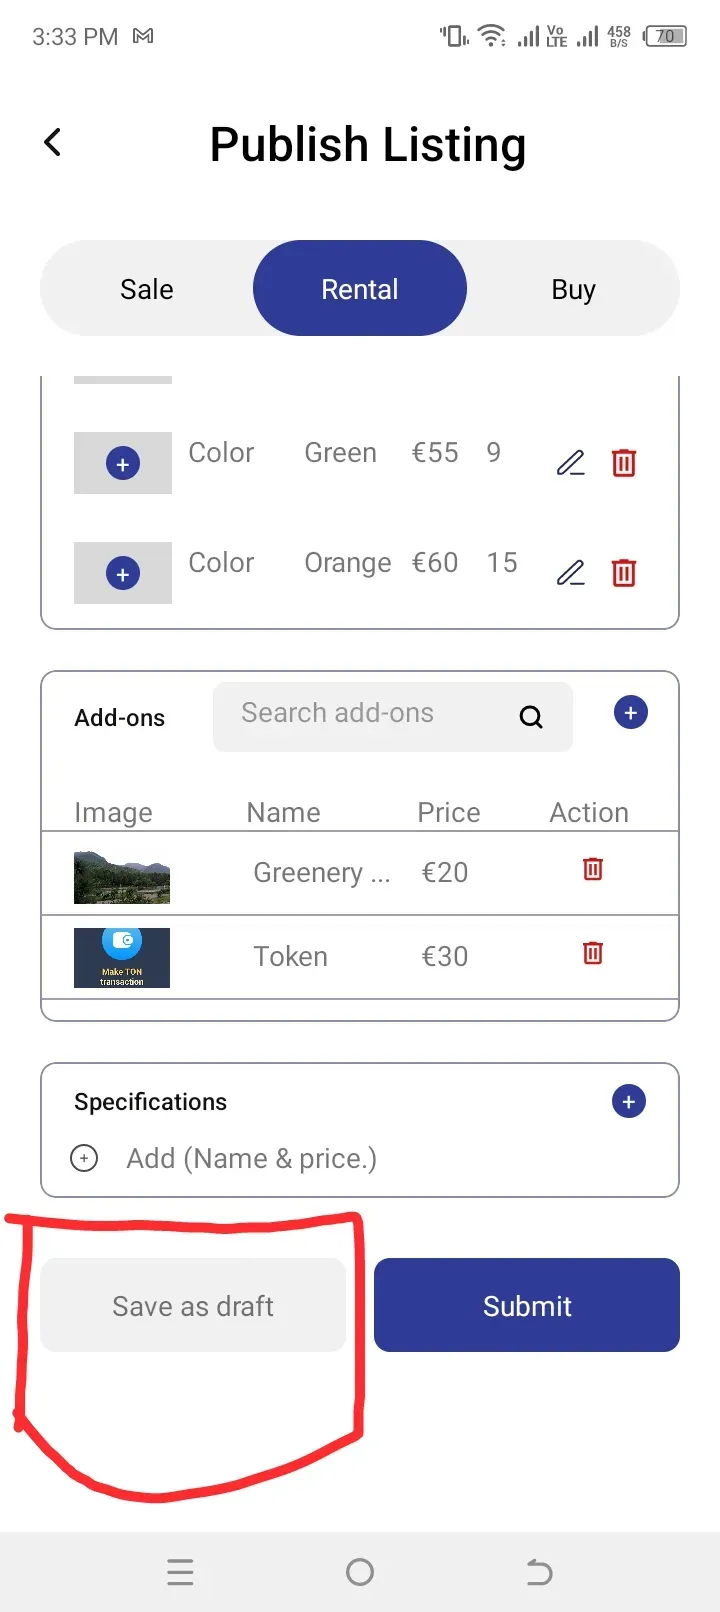 3:33 PM
Vo LTE
458 B/S
70
Publish Listing
Sale Rental Buy
Color Green €55 9
Color Orange €60 15
Add-ons Search add-ons
Image Name Price Action
Greenery ... €20
Make TON
transaction
Token €30
Specifications
Add (Name & price.)
Save as draft Submit